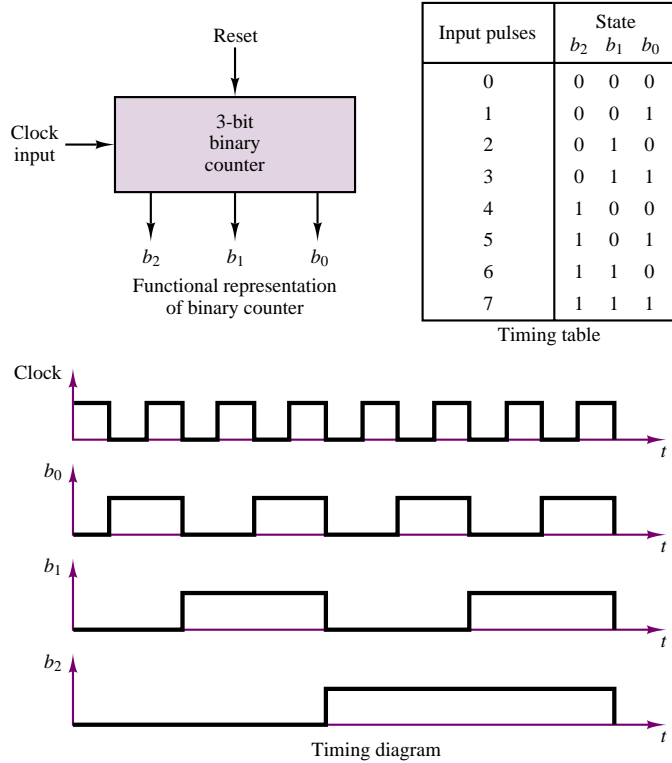 Reset
Clock
input
3-bit
binary
counter
b2 b1 b0
Functional representation
of binary counter
Input pulses State
b2 b1 b0
0 0 0 0
1 0 0 1
2 0 1 0
3 0 1 1
4 1 0 0
5 1 0 1
6 1 1 0
7 1 1 1
Timing table
Clock
t
b0
t
b1
t
b2
t
Timing diagram